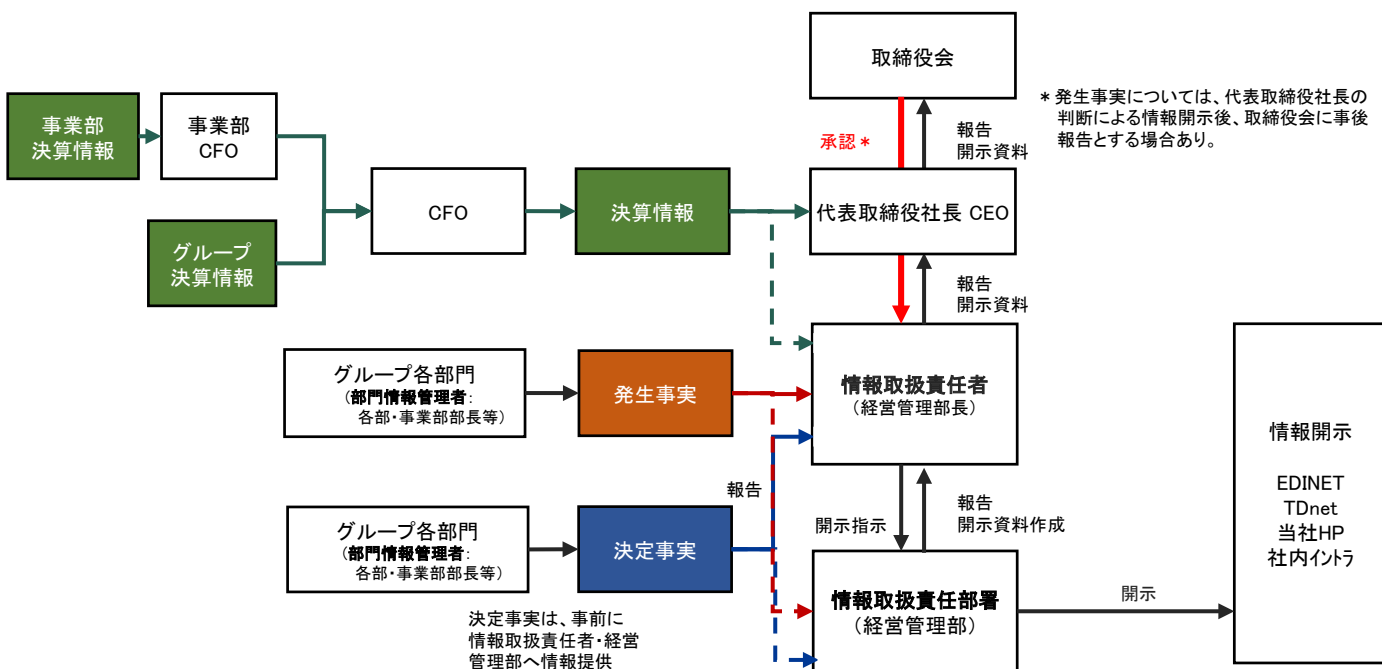 取締役会
＊発生事実については、代表取締役社長の
判断による情報開示後、取締役会に事後
報告とする場合あり。
事業部
決算情報
事業部
CFO
承認＊
報告
開示資料
CFO
決算情報
代表取締役社長 CEO
グループ
決算情報
報告
開示資料
グループ各部門
（部門情報管理者：
各部・事業部部長等）
発生事実
情報取扱責任者
（経営管理部長）
情報開示
EDINET
TDnet
当社HP
社内イントラ
報告
グループ各部門
（部門情報管理者：
各部・事業部部長等）
決定事実
開示指示
報告
開示資料作成
情報取扱責任部署
（経営管理部）
開示
決定事実は、事前に
情報取扱責任者・経営
管理部へ情報提供